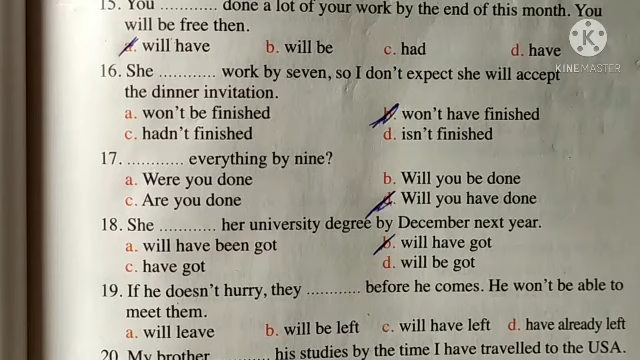 15. You ............ done a lot of your work by the end of this month. You
will be free then.
a. will have b. will be c. had d. have
16. She ............ work by seven, so I don't expect she will accept
the dinner invitation.
a. won't be finished b. won't have finished
c. hadn't finished d. isn't finished
17. ............ everything by nine?
a. Were you done b. Will you be done
c. Are you done d. Will you have done
18. She ............ her university degree by December next year.
a. will have been got b. will have got
c. have got d. will be got
19. If he doesn't hurry, they ............ before he comes. He won't be able to
meet them.
a. will leave b. will be left c. will have left d. have already left
20. My brother ............ his studies by the time I have travelled to the USA.
KINEMASTER